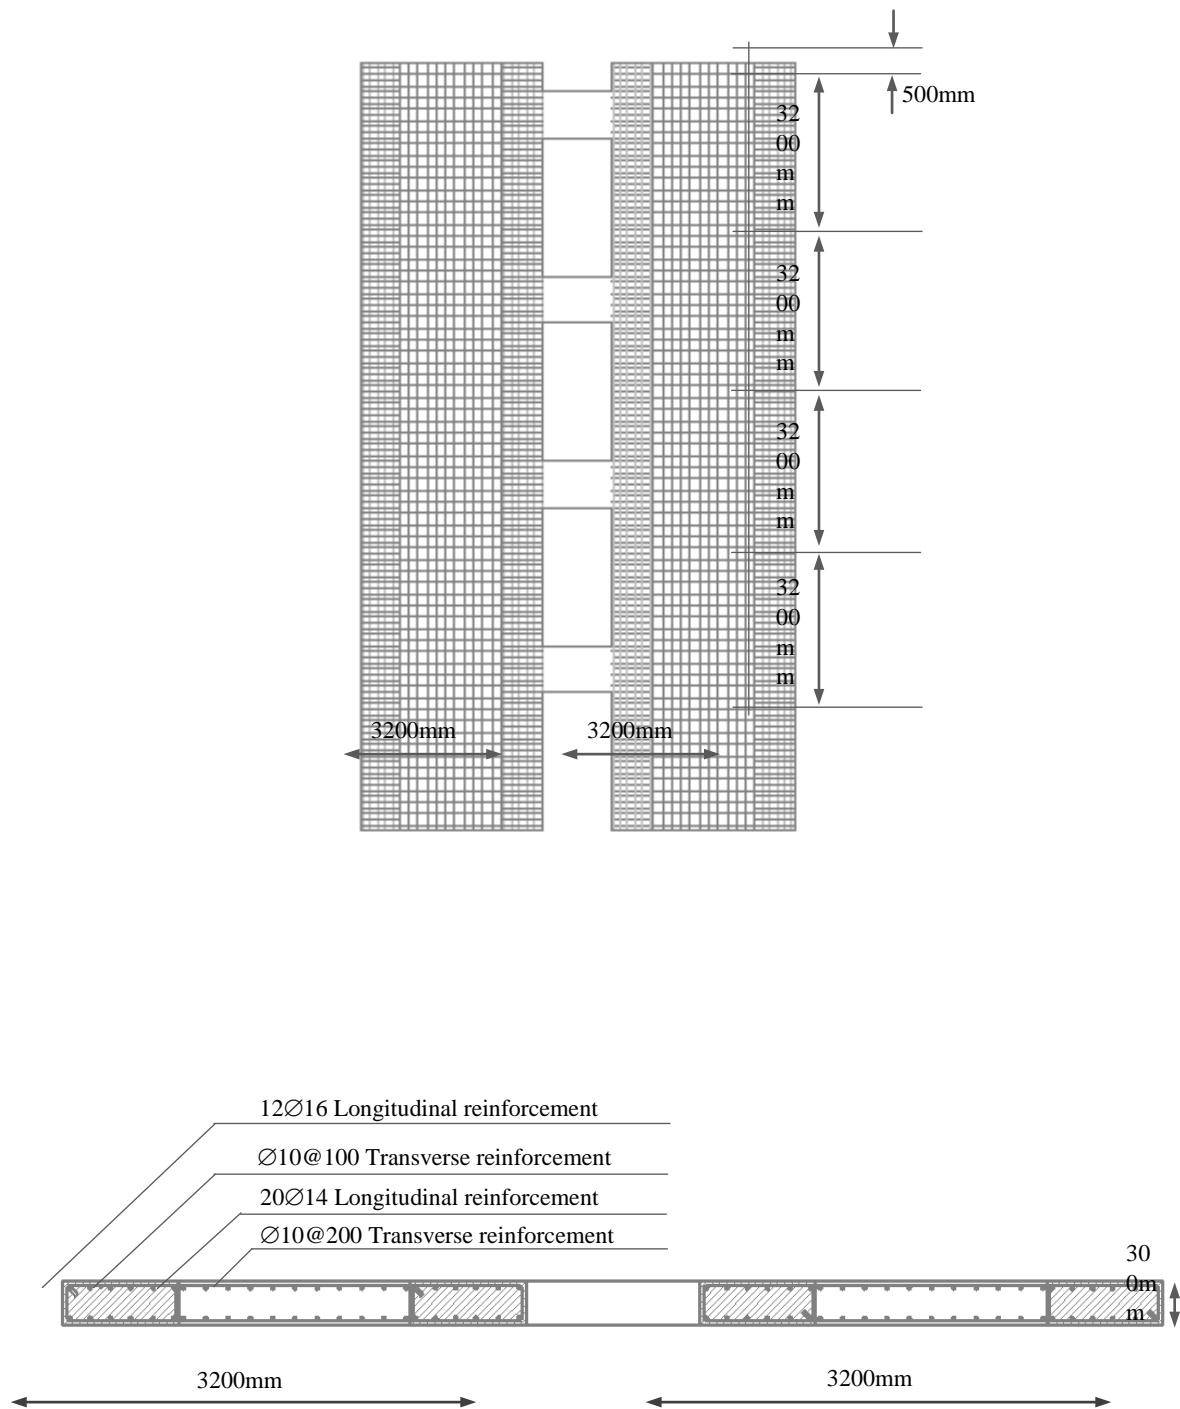 500mm
32
00
m
m
32
00
m
m
32
00
m
m
32
00
m
m
3200mm
3200mm
12∅16 Longitudinal reinforcement
∅10@100 Transverse reinforcement
20∅14 Longitudinal reinforcement
∅10@200 Transverse reinforcement
30
0m
m
3200mm
3200mm